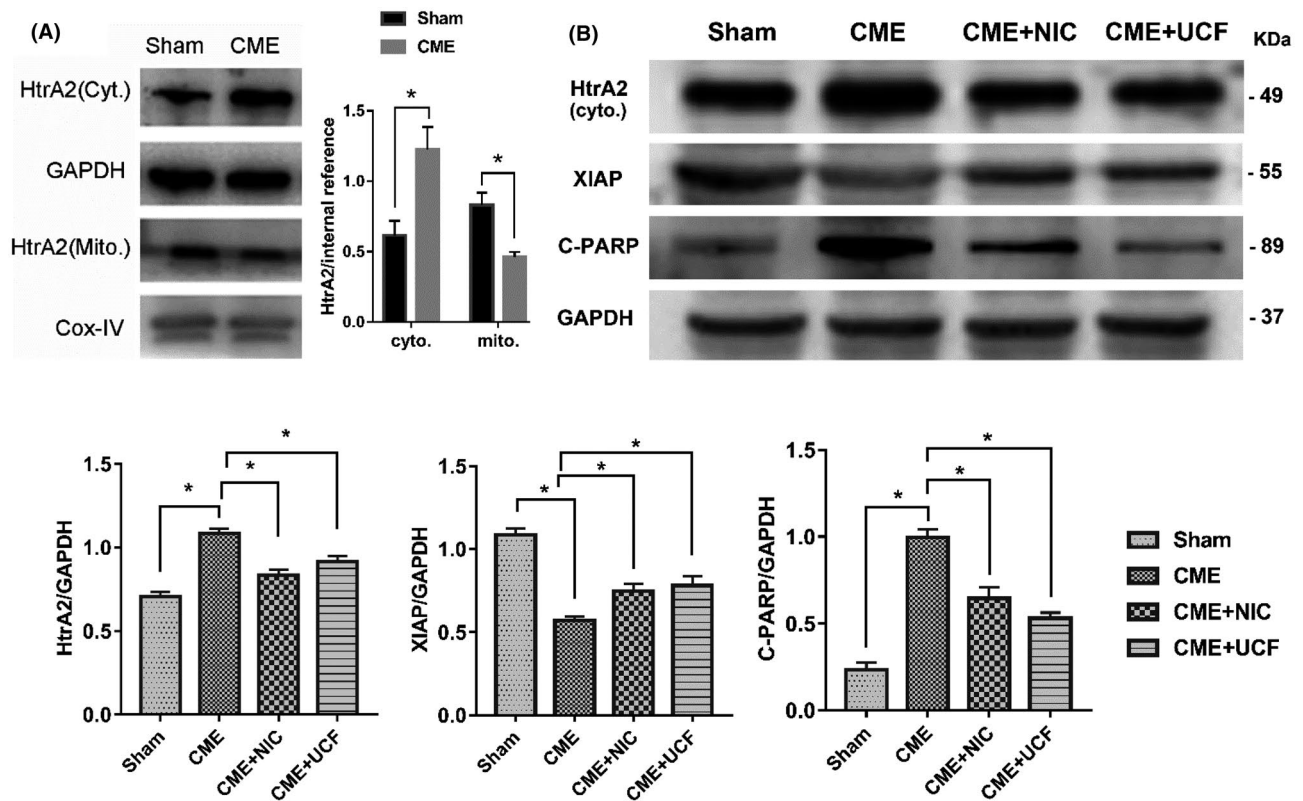 (A)
Sham CME
HtrA2(Cyt.)
GAPDH
HtrA2(Mito.)
Cox-IV
Sham
CME
HtrA2/internal reference
1.5
1.0
0.5
0.0
*
*
cyto. mito.
(B)
Sham CME CME+NIC CME+UCF KDa
HtrA2
(cyto.)
- 49
XIAP
- 55
C-PARP
- 89
GAPDH
- 37
HtrA2/GAPDH
1.5
1.0
0.5
0.0
*
*
*
Sham CME CME+NIC CME+UCF
XIAP/GAPDH
1.5
1.0
0.5
0.0
*
*
*
Sham CME CME+NIC CME+UCF
C-PARP/GAPDH
1.5
1.0
0.5
0.0
*
*
*
Sham CME CME+NIC CME+UCF
Sham
CME
CME+NIC
CME+UCF